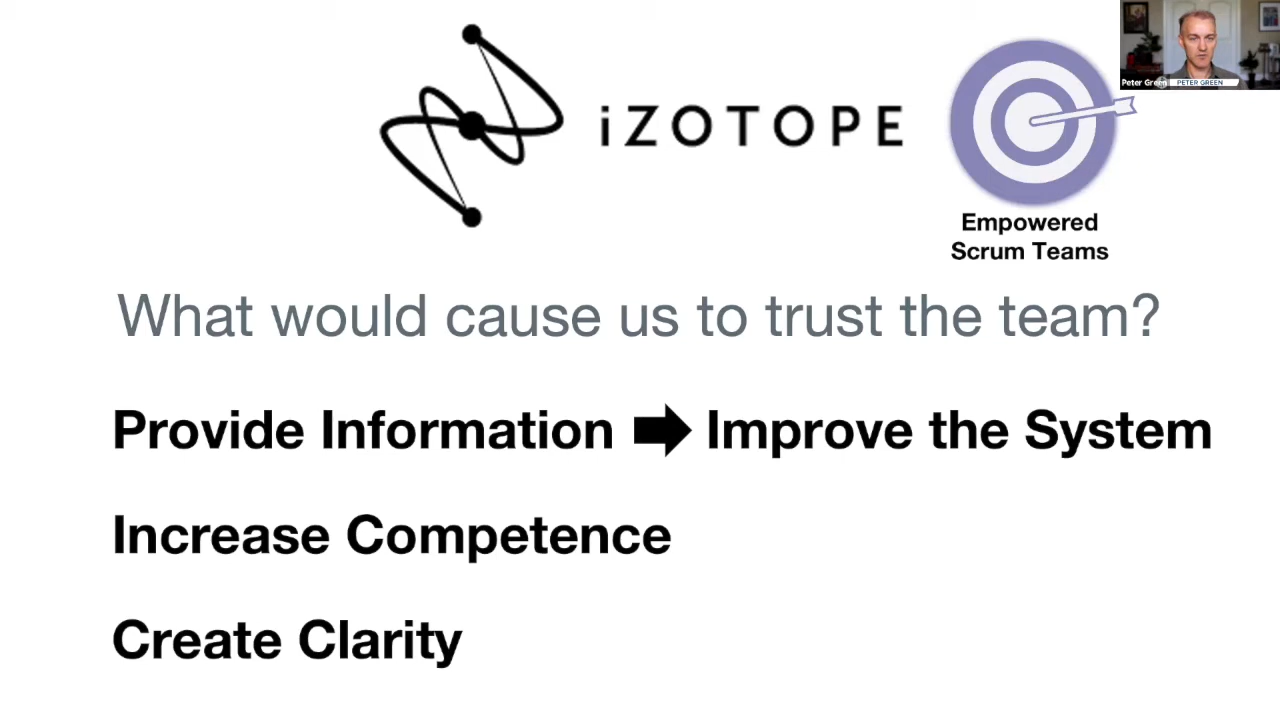 iZOTOPE
Peter Green
PETER GREEN
Empowered
Scrum Teams
What would cause us to trust the team?
Provide Information Improve the System
Increase Competence
Create Clarity